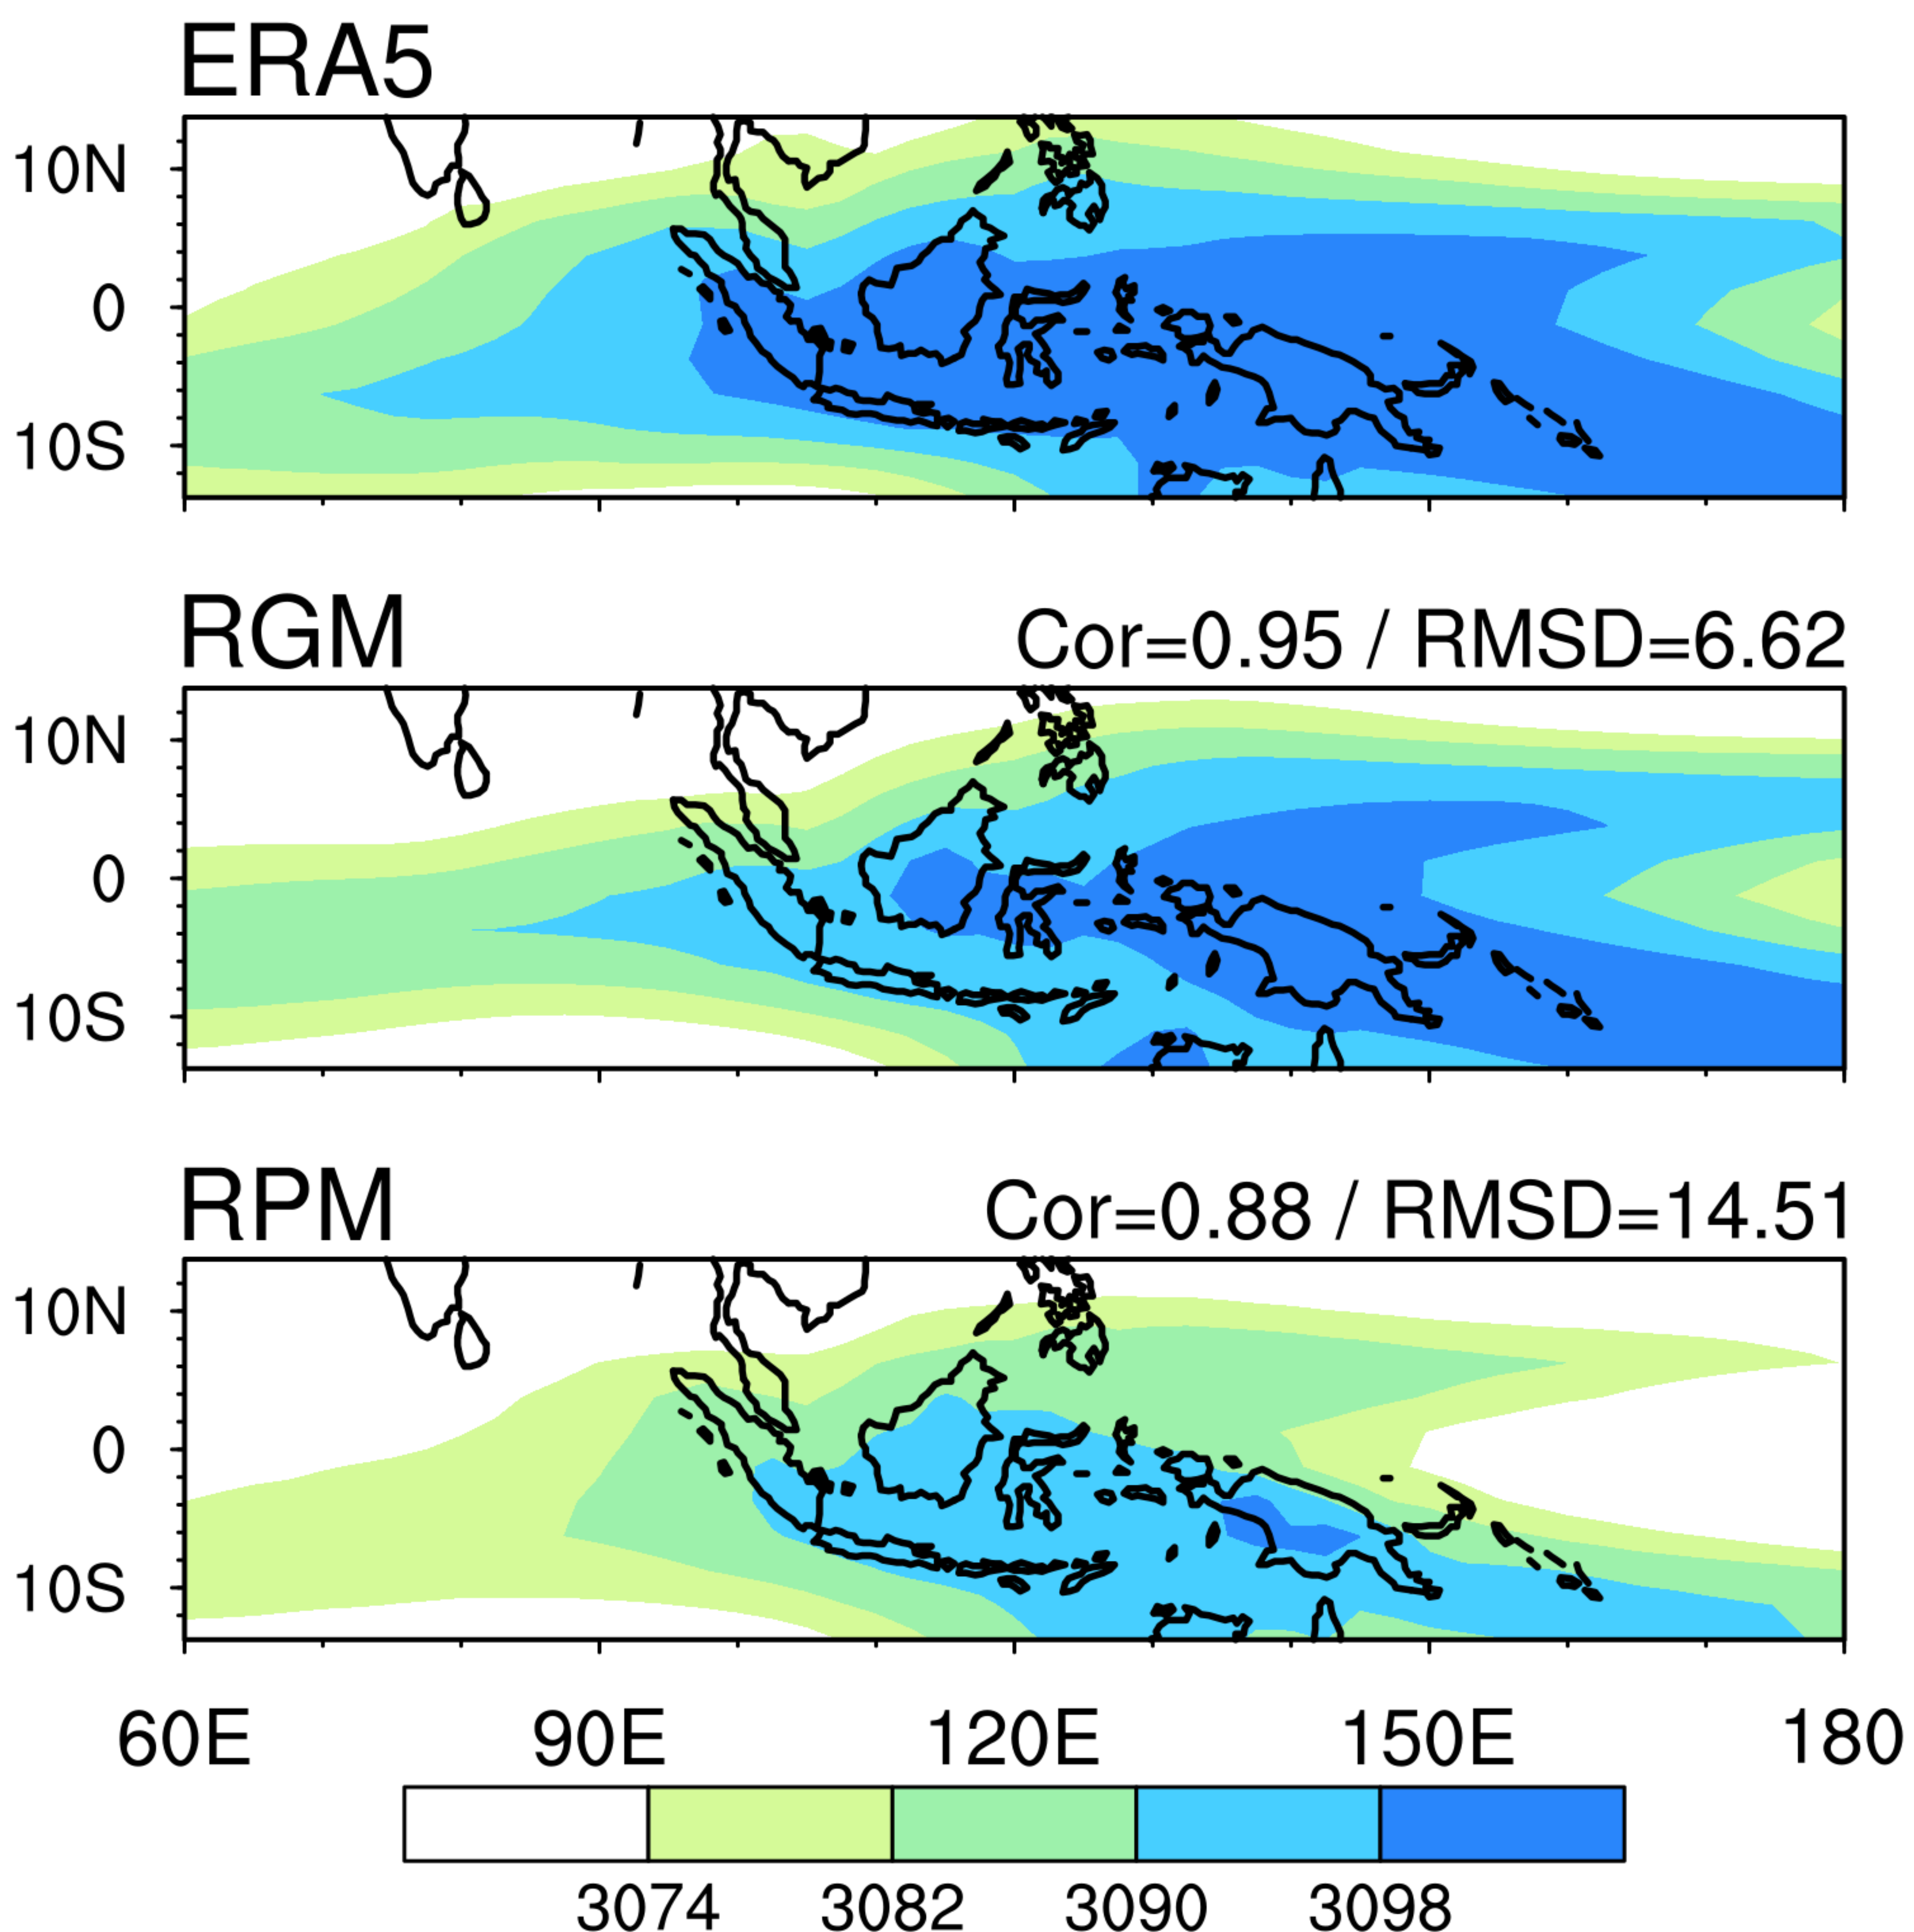 ERA5
10N
0
10S
RGM Cor=0.95 / RMSD=6.62
10N
0
10S
RPM Cor=0.88 / RMSD=14.51
10N
0
10S
60E 90E 120E 150E 180
3074 3082 3090 3098